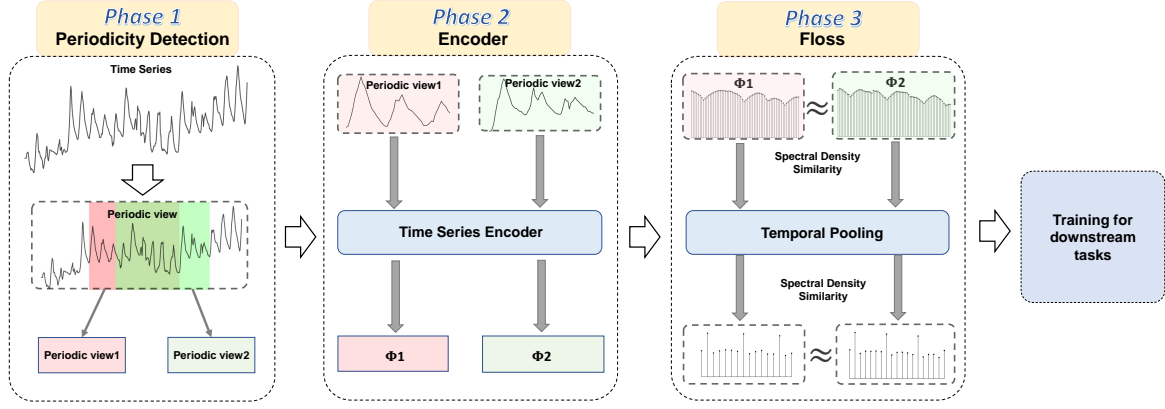 Phase 1
Periodicity Detection
Time Series
Periodic view
Periodic view1
Periodic view2
Phase 2
Encoder
Periodic view1
Periodic view2
Time Series Encoder
Φ1
Φ2
Phase 3
Floss
Φ1
≈
Φ2
Spectral Density
Similarity
Temporal Pooling
Spectral Density
Similarity
≈
Training for
downstream
tasks